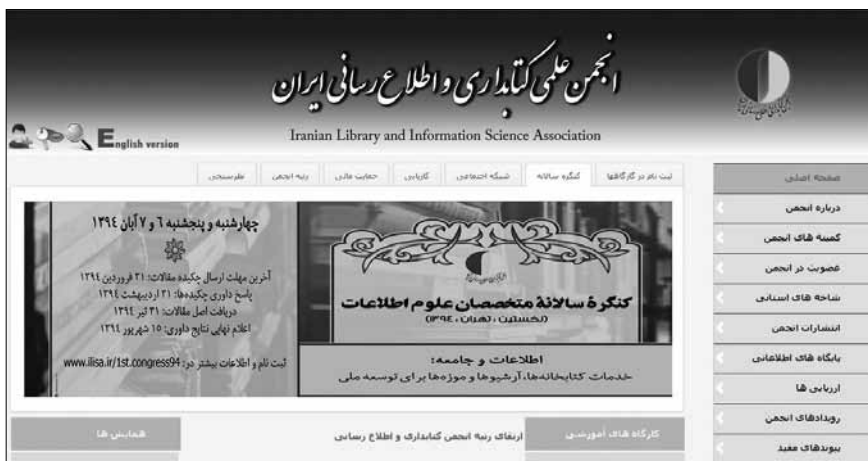 انجمن علمی کتابداری و اطلاع رسانی ایران
Iranian Library and Information Science Association
English version
ثبت نام در کارگاهها
کنگره سالانه
شبکه اجتماعی
کاریابی
حمایت مالی
رتبه انجمن
نظرسنجی
صفحه اصلی
درباره انجمن
کمیته های انجمن
عضویت در انجمن
شاخه های استانی
انتشارات انجمن
پایگاه های اطلاعاتی
ارزیابی ها
رویدادهای انجمن
پیوندهای مفید
کنگرهٔ سالانهٔ متخصصان علوم اطلاعات
(نخستین، تهران، ۱۳۹۴)
اطلاعات و جامعه:
خدمات کتابخانه‌ها، آرشیوها و موزه‌ها برای توسعه ملی
چهارشنبه و پنجشنبه ۶ و ۷ آبان ۱۳۹۴
آخرین مهلت ارسال چکیده مقالات: ۳۱ فروردین ۱۳۹۴
پاسخ داوری چکیده‌ها: ۳۱ اردیبهشت ۱۳۹۴
دریافت اصل مقالات: ۳۱ تیر ۱۳۹۴
اعلام نهایی نتایج داوری: ۱۵ شهریور ۱۳۹۴
ثبت نام و اطلاعات بیشتر در: www.ilisa.ir/1st.congress94
کارگاه های آموزشی
ارتقای رتبه انجمن کتابداری و اطلاع رسانی
همایش ها